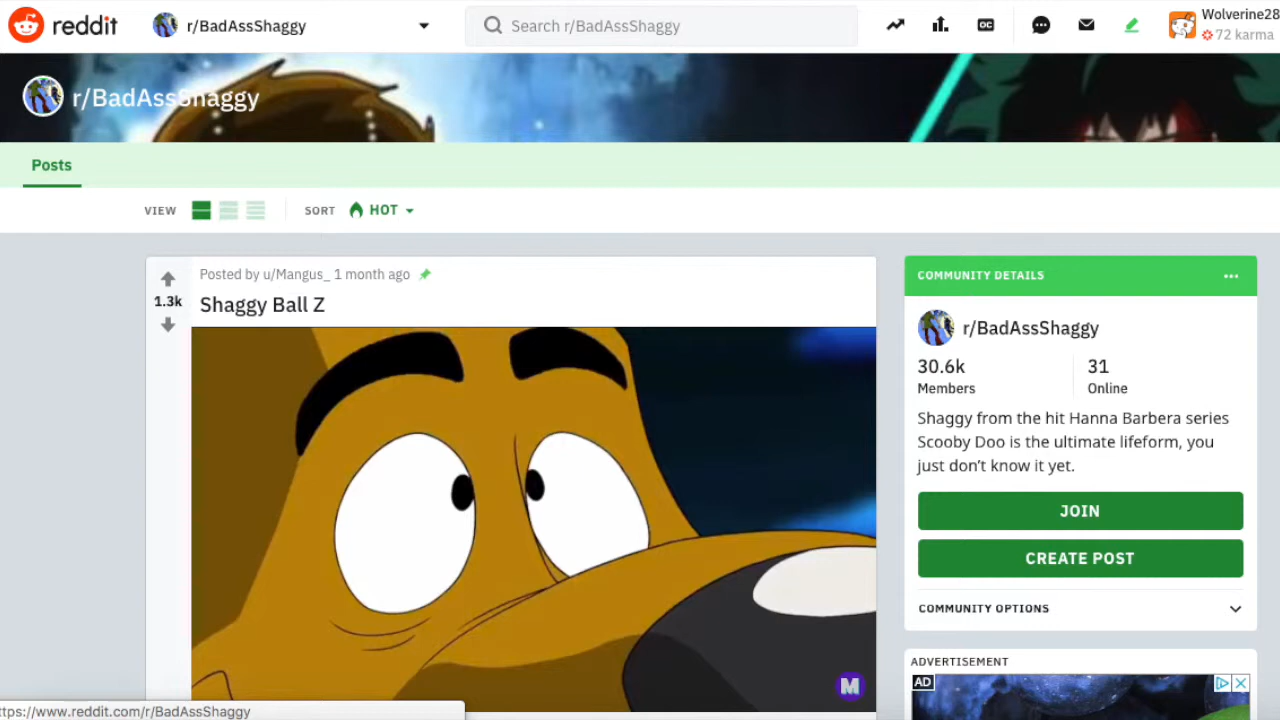 reddit
r/BadAssShaggy
Search r/BadAssShaggy
CC
Wolverine28
72 karma
r/BadAssShaggy
Posts
VIEW
SORT
HOT
Posted by u/Mangus_ 1 month ago
1.3k
Shaggy Ball Z
M
COMMUNITY DETAILS
r/BadAssShaggy
30.6k
Members
31
Online
Shaggy from the hit Hanna Barbera series
Scooby Doo is the ultimate lifeform, you
just don't know it yet.
JOIN
CREATE POST
COMMUNITY OPTIONS
ADVERTISEMENT
AD
ttps://www.reddit.com/r/BadAssShaggy